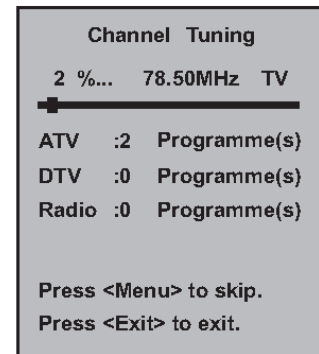 Channel Tuning
2 %... 78.50MHz TV
ATV :2 Programme(s)
DTV :0 Programme(s)
Radio :0 Programme(s)
Press <Menu> to skip.
Press <Exit> to exit.